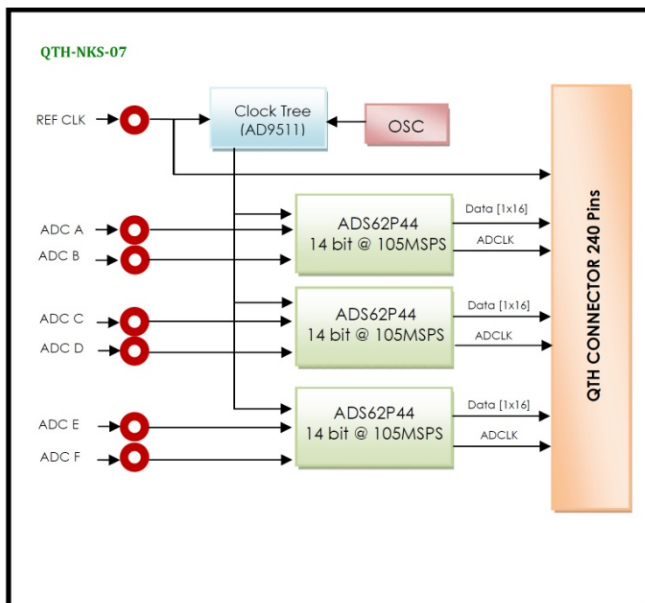 QTH-NKS-07
REF CLK
Clock Tree
(AD9511)
OSC
ADC A
ADC B
ADS62P44
14 bit @ 105MSPS
Data [1x16]
ADCLK
ADC C
ADC D
ADS62P44
14 bit @ 105MSPS
Data [1x16]
ADCLK
ADC E
ADC F
ADS62P44
14 bit @ 105MSPS
Data [1x16]
ADCLK
QTH CONNECTOR 240 Pins